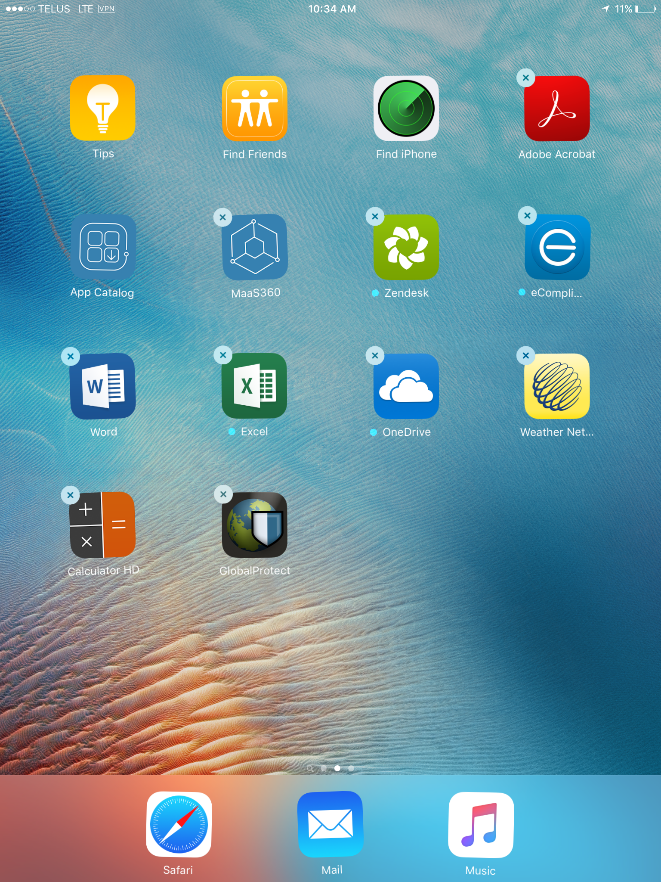 TELUS LTE VPN 10:34 AM 11%
Tips Find Friends Find iPhone Adobe Acrobat
App Catalog MaaS360 Zendesk eCompli...
W X
Word Excel OneDrive Weather Net...
Calculator HD GlobalProtect
Safari Mail Music